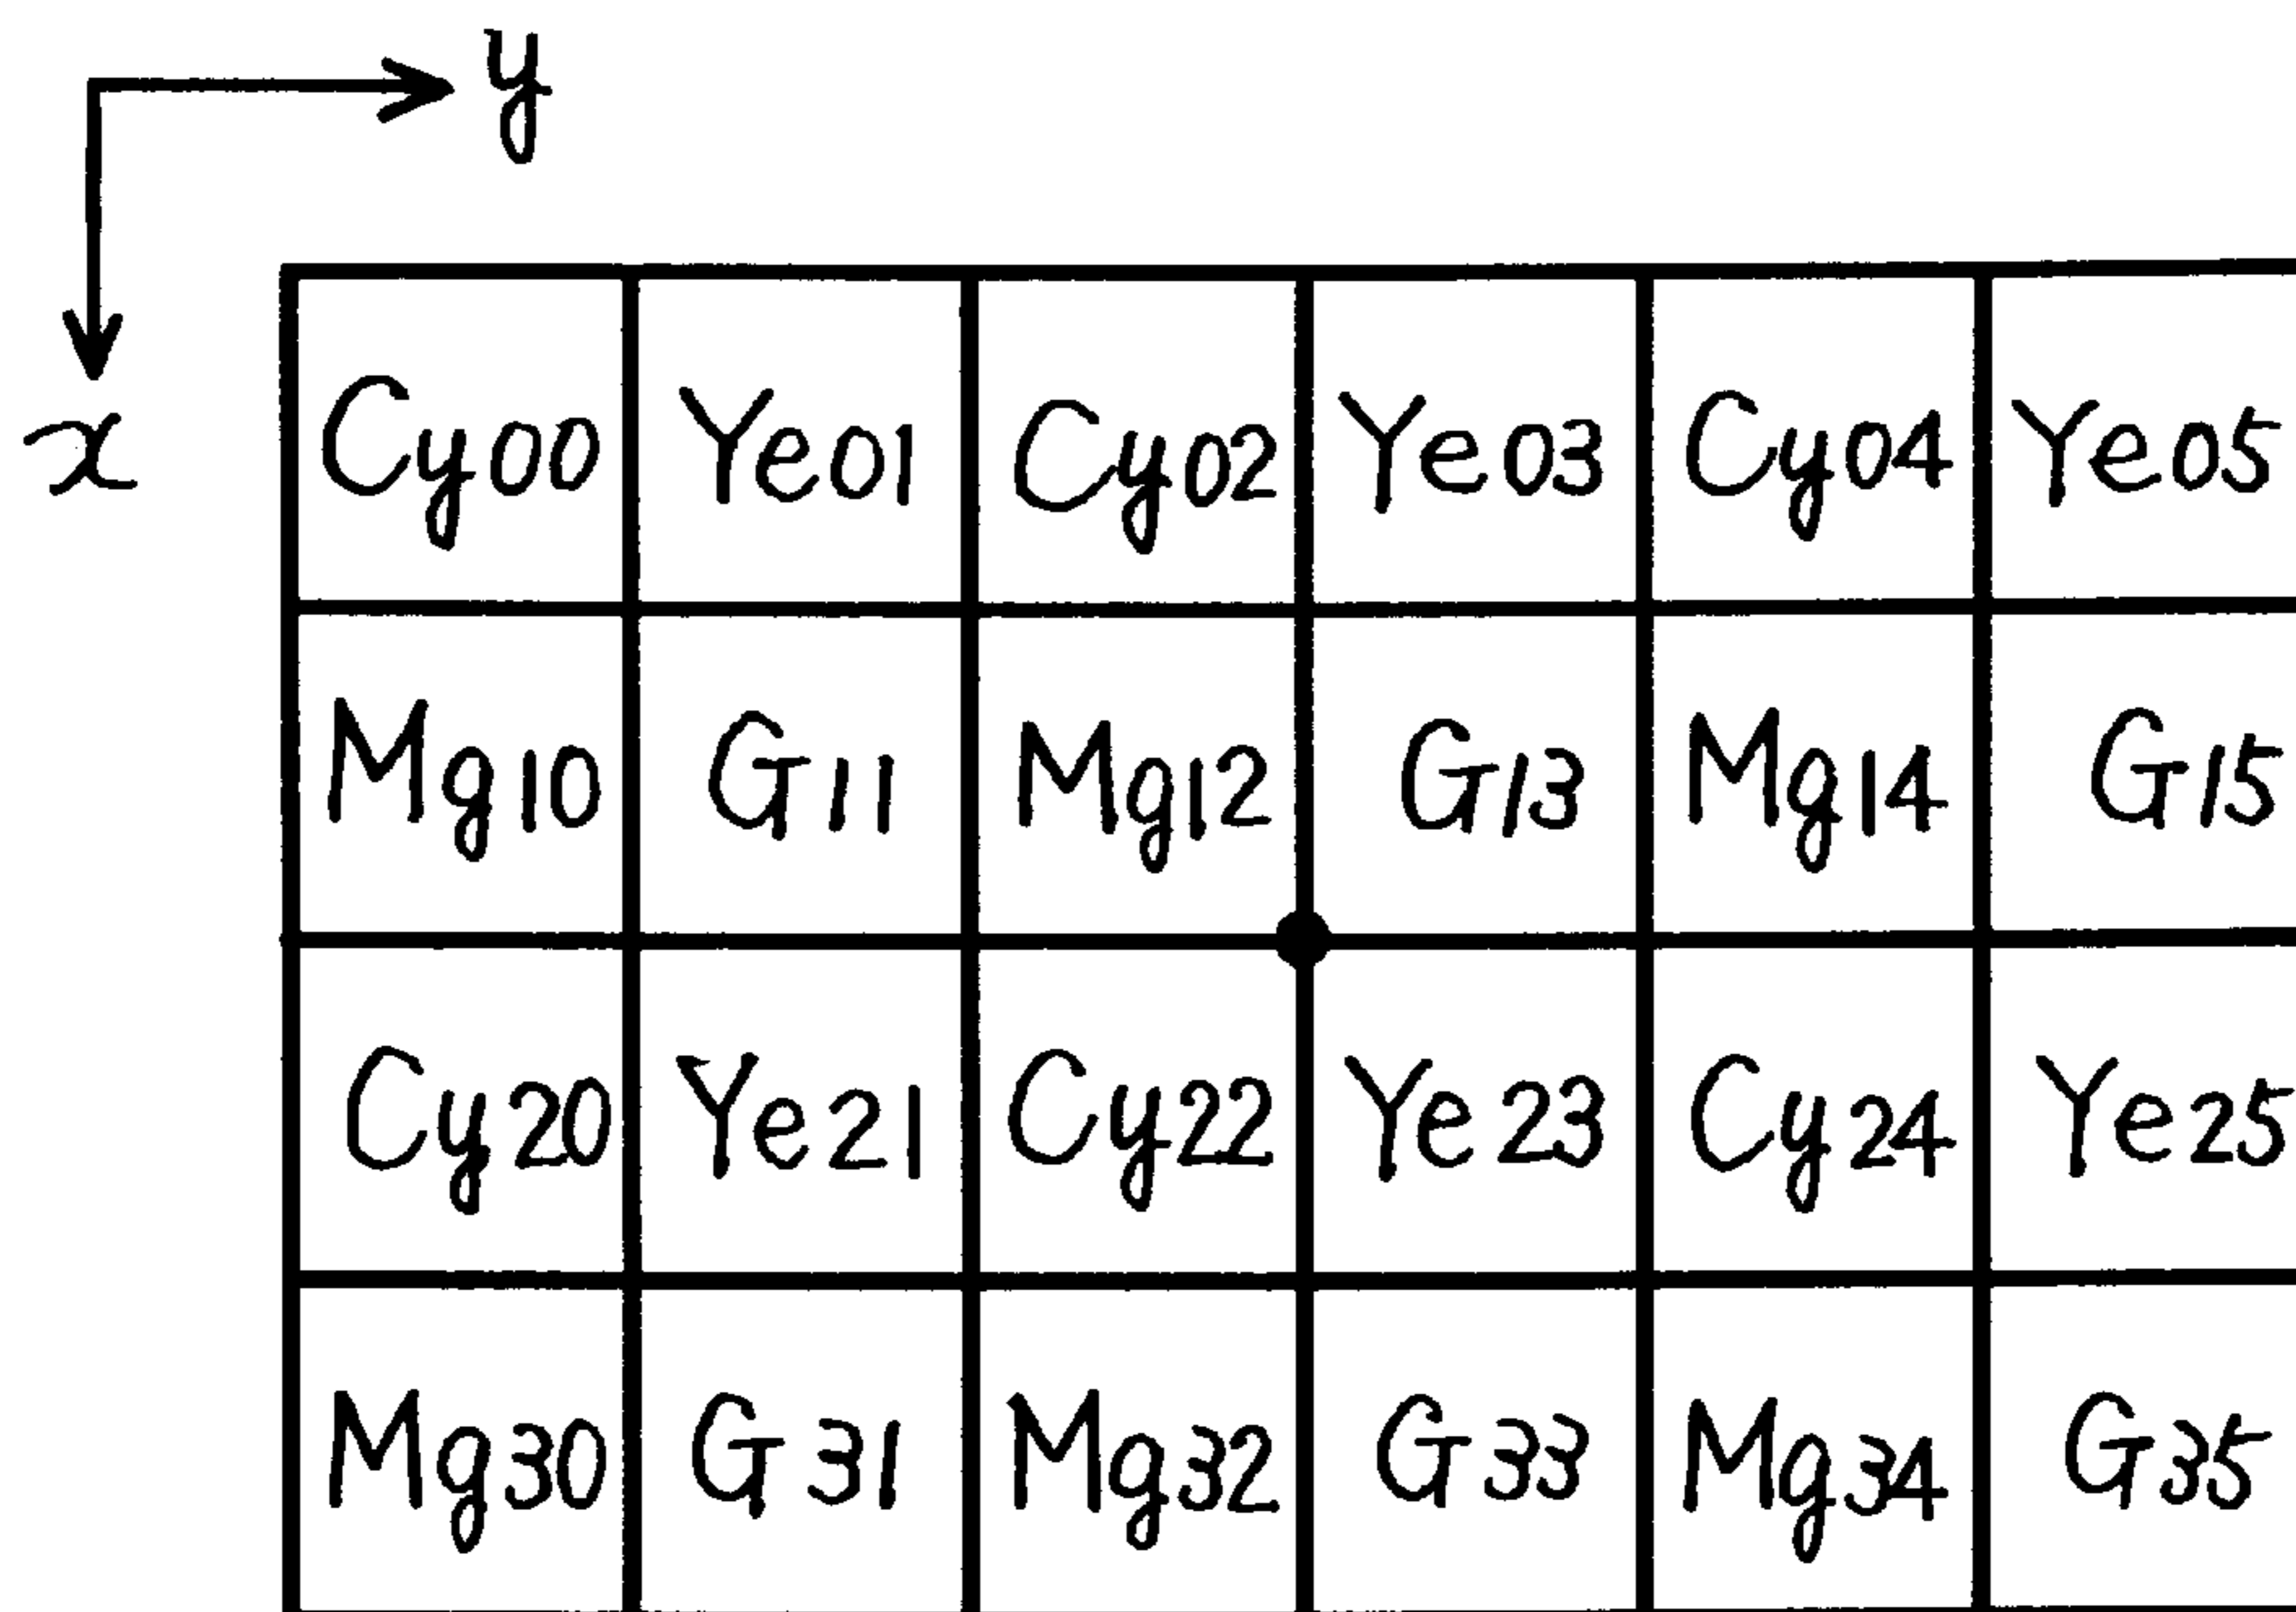 y
x
Cy00 Ye01 Cy02 Ye03 Cy04 Ye05
Mg10 G11 Mg12 G13 Mg14 G15
Cy20 Ye21 Cy22 Ye23 Cy24 Ye25
Mg30 G31 Mg32 G33 Mg34 G35